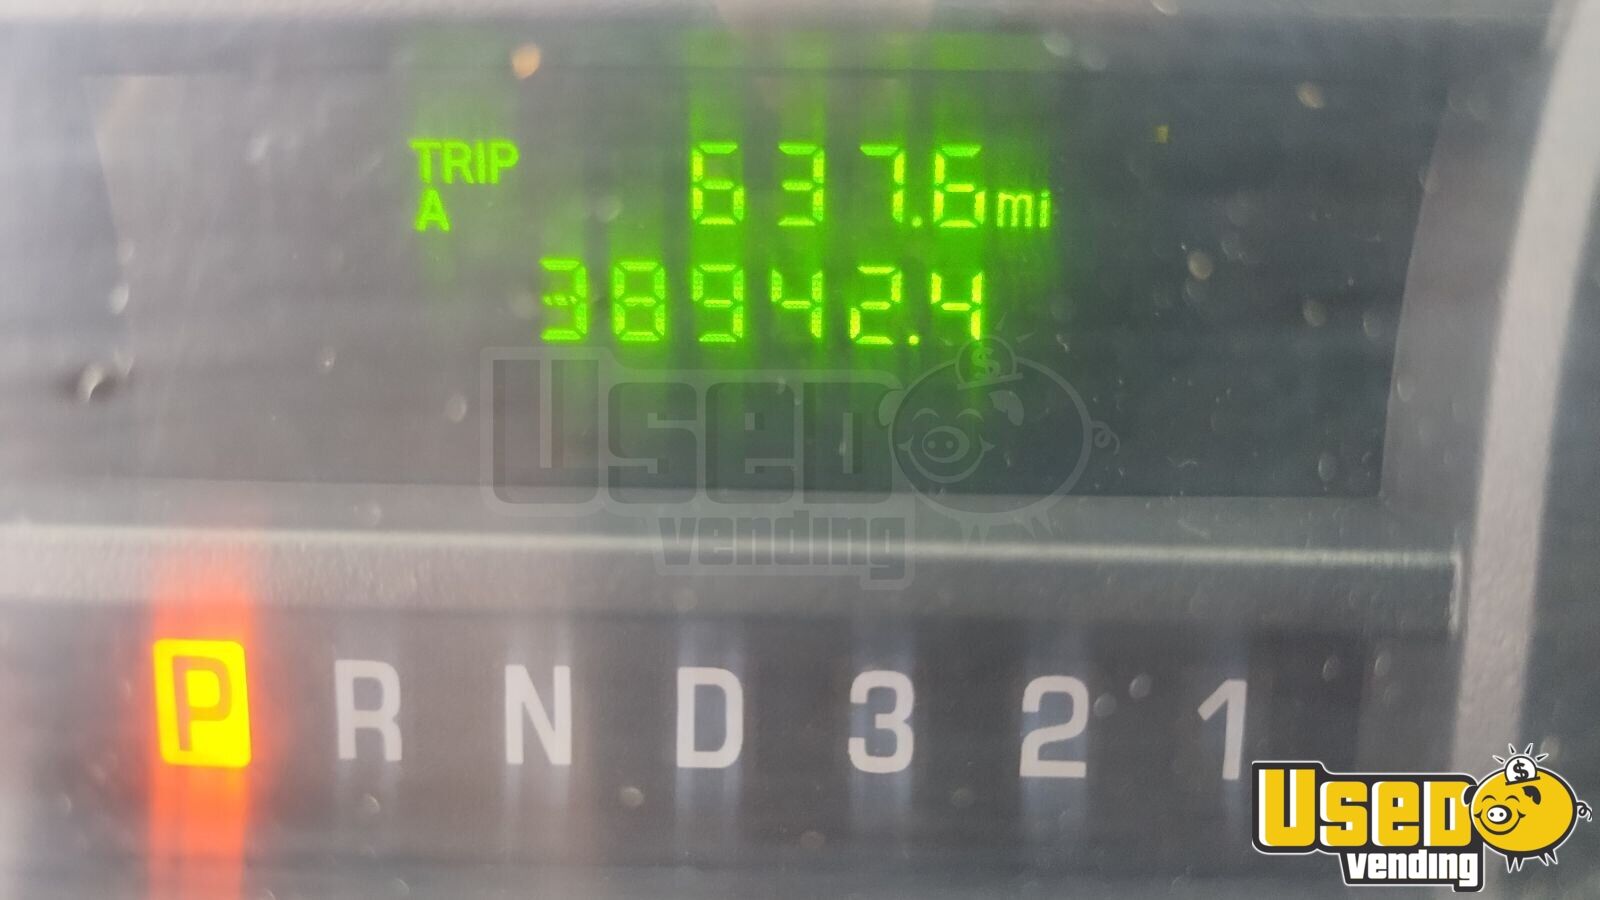 TRIP 637.6 mi
A
38942.4
Used
vending
P R N D 3 2 1
Used
vending